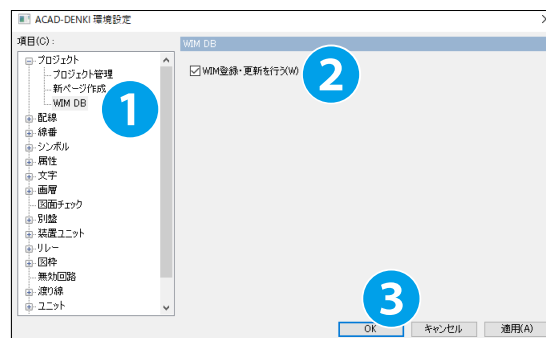 ACAD-DENKI 環境設定
項目(C):
プロジェクト
プロジェクト管理
新ページ作成
WIM DB
配線
線番
シンボル
属性
文字
画層
図面チェック
別盤
装置ユニット
リレー
図枠
無効回路
渡り線
ユニット
WIM DB
WIM登録・更新を行う(W)
1
2
3
OK
キャンセル
適用(A)